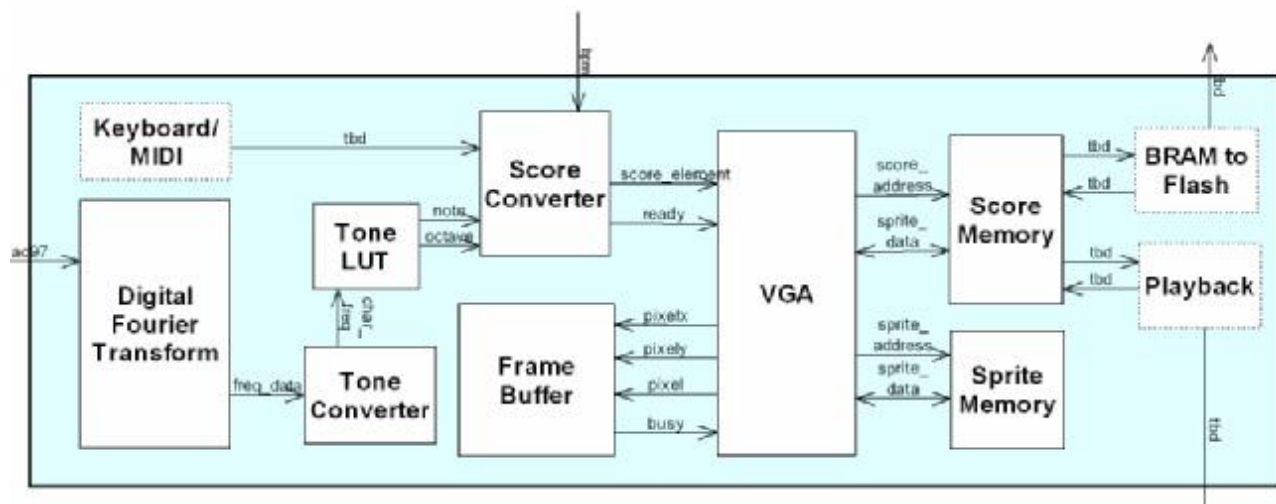 bpm
tbd
Keyboard/
MIDI
tbd
Score
Converter
score_element
ready
note
octave
Tone
LUT
ac97
Digital
Fourier
Transform
char_
freq
freq_data
Tone
Converter
Frame
Buffer
pixelx
pixely
pixel
busy
VGA
score_
address
sprite_
data
Score
Memory
tbd
tbd
BRAM to
Flash
tbd
tbd
Playback
sprite_
address
sprite_
data
Sprite
Memory
tbd